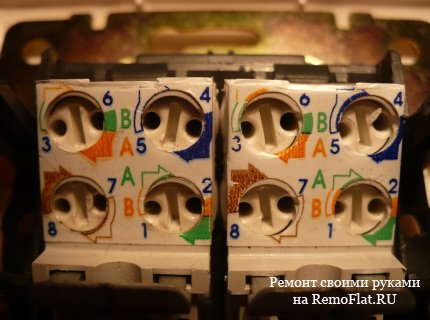 6 B 4 6 B 4
3 A 5 3 A 5
7 A 2 7 A 2
8 B 1 8 B 1
Ремонт своими руками
на RemoFlat.RU